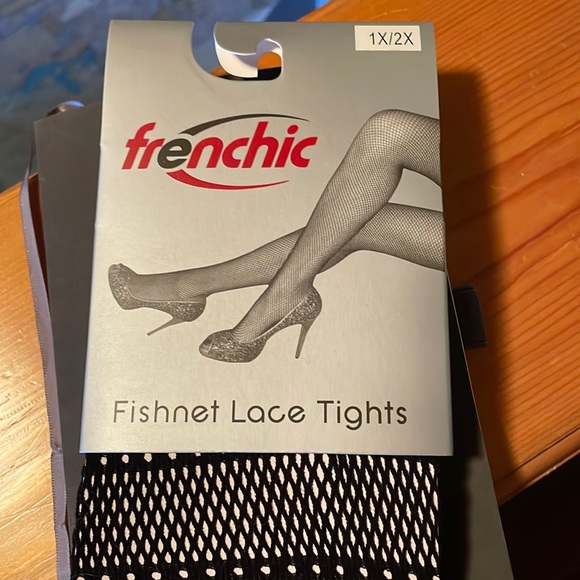 1X/2X
frenchic
Fishnet Lace Tights